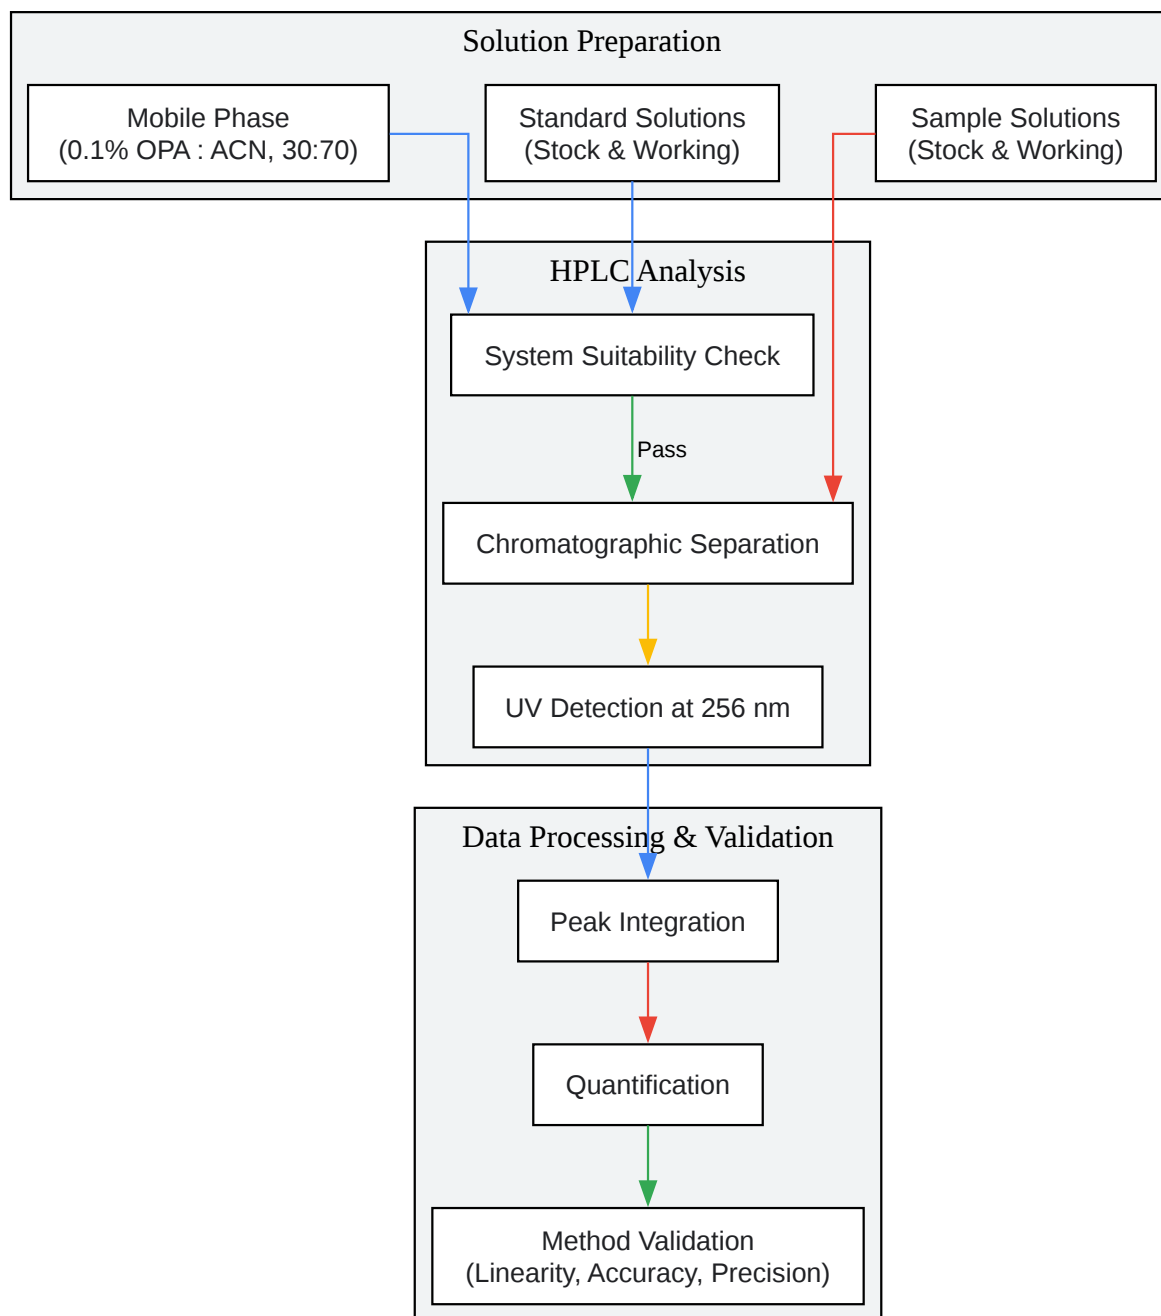 Solution Preparation
Mobile Phase
(0.1% OPA : ACN, 30:70)
Standard Solutions
(Stock & Working)
Sample Solutions
(Stock & Working)
HPLC Analysis
System Suitability Check
Pass
Chromatographic Separation
UV Detection at 256 nm
Data Processing & Validation
Peak Integration
Quantification
Method Validation
(Linearity, Accuracy, Precision)